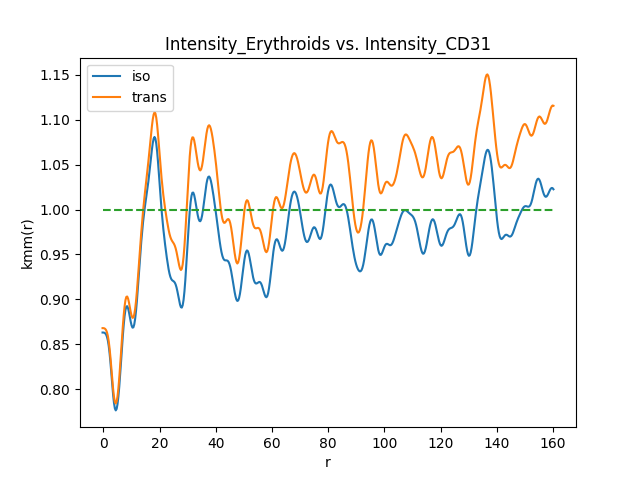 Intensity_Erythroids vs. Intensity_CD31
iso
trans
1.15
1.10
1.05
1.00
0.95
0.90
0.85
0.80
kmm(r)
0 20 40 60 80 100 120 140 160
r